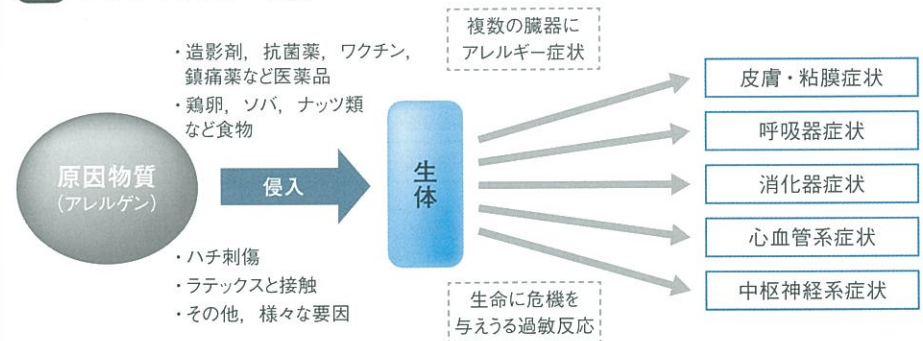 ・造影剤，抗菌薬，ワクチン，
鎮痛薬など医薬品
・鶏卵，ソバ，ナッツ類
など食物
原因物質
（アレルゲン）
侵入
・ハチ刺傷
・ラテックスと接触
・その他，様々な要因
生体
複数の臓器に
アレルギー症状
生命に危機を
与えうる過敏反応
皮膚・粘膜症状
呼吸器症状
消化器症状
心血管系症状
中枢神経系症状